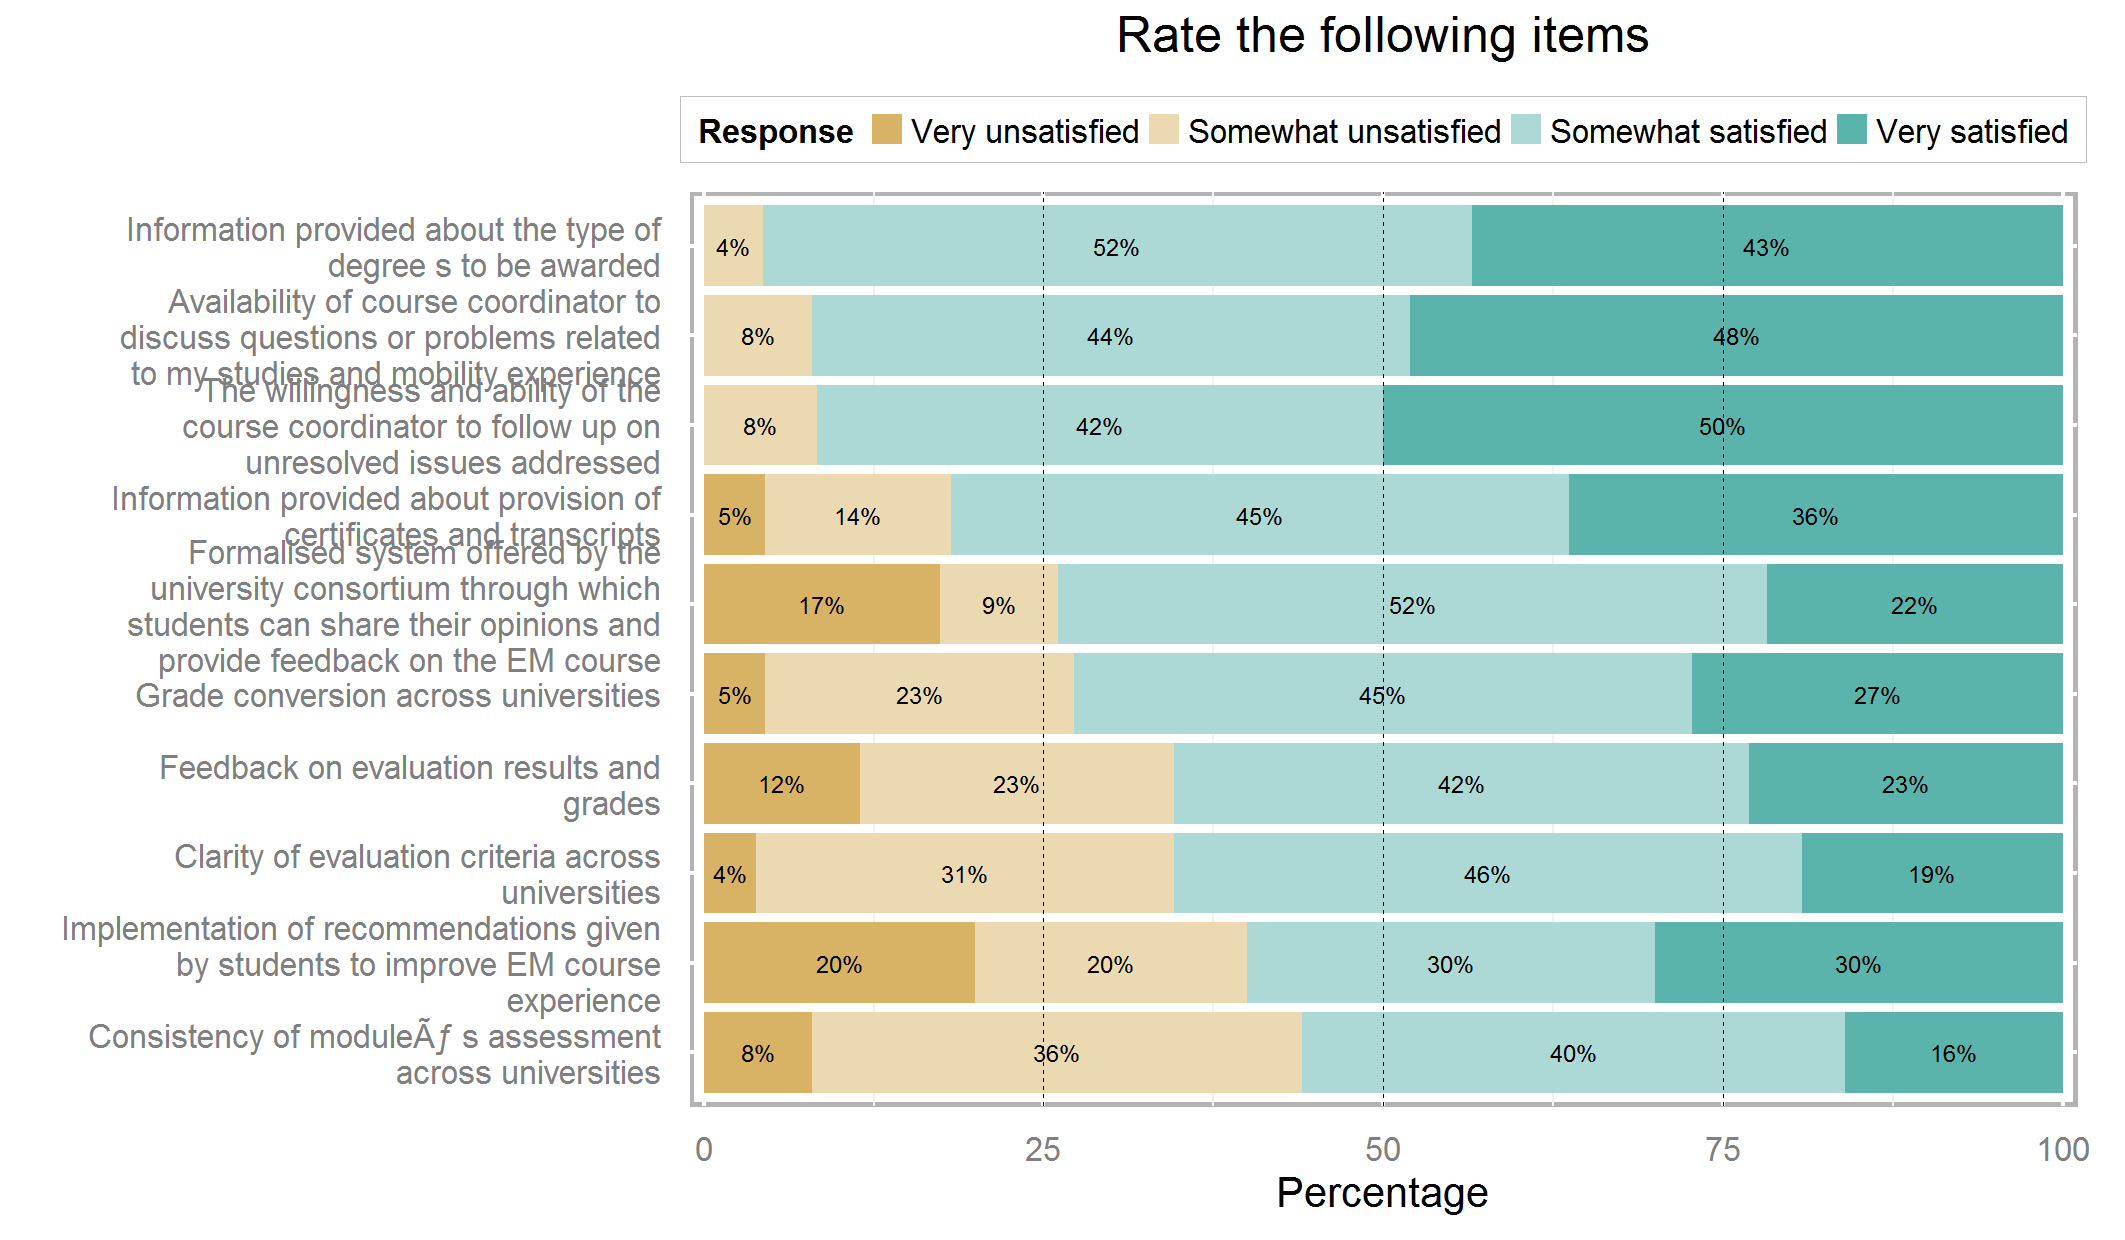 Rate the following items
Response Very unsatisfied Somewhat unsatisfied Somewhat satisfied Very satisfied
Information provided about the type of
degree s to be awarded
4% 52% 43%
Availability of course coordinator to
discuss questions or problems related
to my studies and mobility experience
8% 44% 48%
The willingness and ability of the
course coordinator to follow up on
unresolved issues addressed
8% 42% 50%
Information provided about provision of
certificates and transcripts
5% 14% 45% 36%
Formalised system offered by the
university consortium through which
students can share their opinions and
provide feedback on the EM course
17% 9% 52% 22%
Grade conversion across universities
5% 23% 45% 27%
Feedback on evaluation results and
grades
12% 23% 42% 23%
Clarity of evaluation criteria across
universities
4% 31% 46% 19%
Implementation of recommendations given
by students to improve EM course
experience
20% 20% 30% 30%
Consistency of moduleÃƒ s assessment
across universities
8% 36% 40% 16%
0 25 50 75 100
Percentage